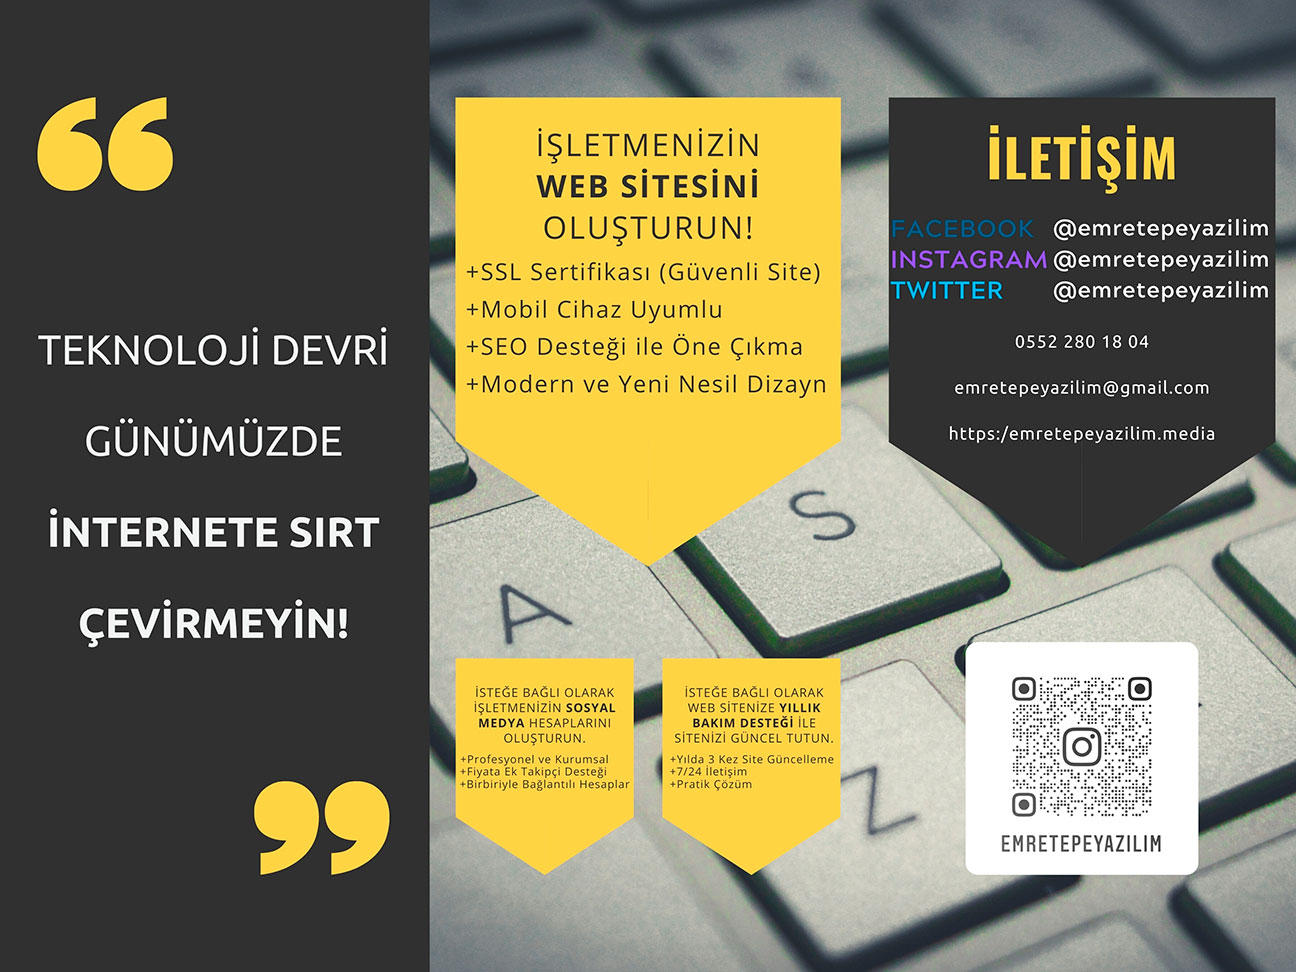 TEKNOLOJİ DEVRİ
GÜNÜMÜZDE
İNTERNETE SIRT
ÇEVİRMEYİN!
İŞLETMENİZİN
WEB SİTESİNİ
OLUŞTURUN!
+SSL Sertifikası (Güvenli Site)
+Mobil Cihaz Uyumlu
+SEO Desteği ile Öne Çıkma
+Modern ve Yeni Nesil Dizayn
İLETİŞİM
FACEBOOK @emretepeyazilim
INSTAGRAM @emretepeyazilim
TWITTER @emretepeyazilim
0552 280 18 04
emretepeyazilim@gmail.com
https:/emretepeyazilim.media
S
A
Z
İSTEĞE BAĞLI OLARAK
İŞLETMENİZİN SOSYAL
MEDYA HESAPLARINI
OLUŞTURUN.
+Profesyonel ve Kurumsal
+Fiyata Ek Takipçi Desteği
+Birbiriyle Bağlantılı Hesaplar
İSTEĞE BAĞLI OLARAK
WEB SİTENİZE YILLIK
BAKIM DESTEĞİ İLE
SİTENİZİ GÜNCEL TUTUN.
+Yılda 3 Kez Site Güncelleme
+7/24 İletişim
+Pratik Çözüm
EMRETEPEYAZILIM